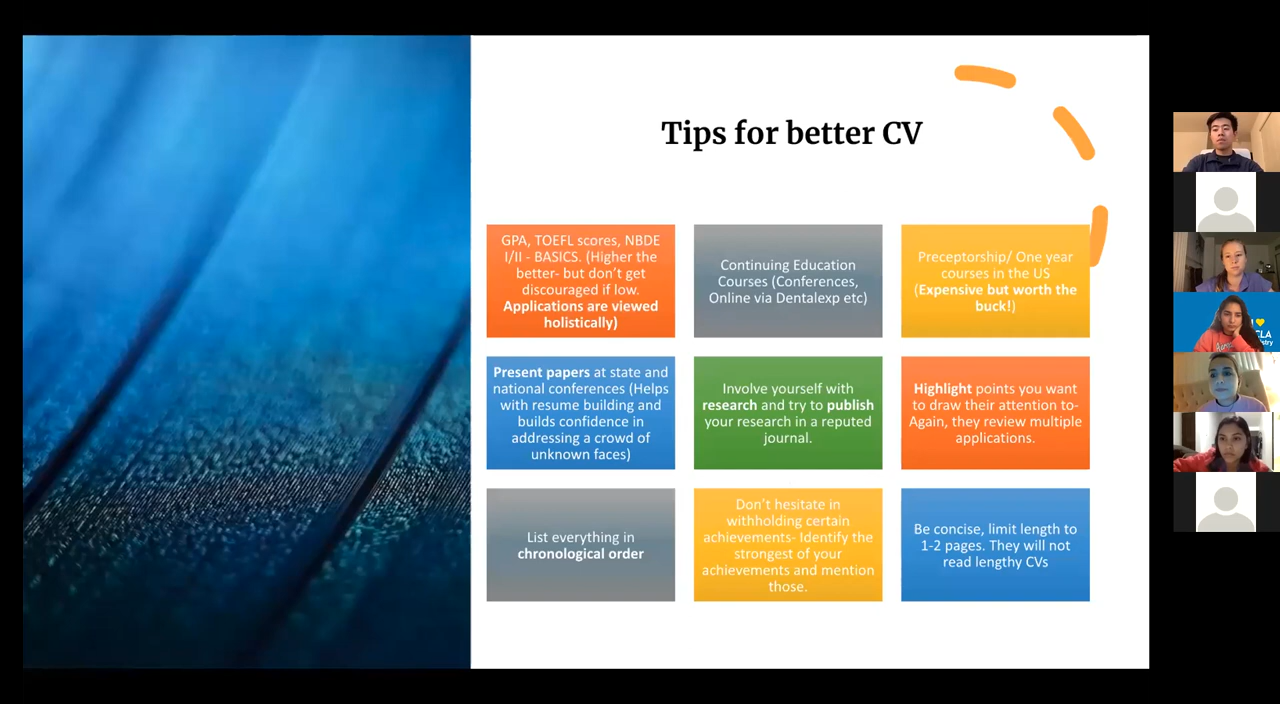 Tips for better CV
GPA, TOEFL scores, NBDE
I/II - BASICS. (Higher the
better- but don't get
discouraged if low.
Applications are viewed
holistically)
Continuing Education
Courses (Conferences,
Online via Dentalexp etc)
Preceptorship/ One year
courses in the US
(Expensive but worth the
buck!)
Present papers at state and
national conferences (Helps
with resume building and
builds confidence in
addressing a crowd of
unknown faces)
Involve yourself with
research and try to publish
your research in a reputed
journal.
Highlight points you want
to draw their attention to-
Again, they review multiple
applications.
List everything in
chronological order
Don't hesitate in
withholding certain
achievements- Identify the
strongest of your
achievements and mention
those.
Be concise, limit length to
1-2 pages. They will not
read lengthy CVs